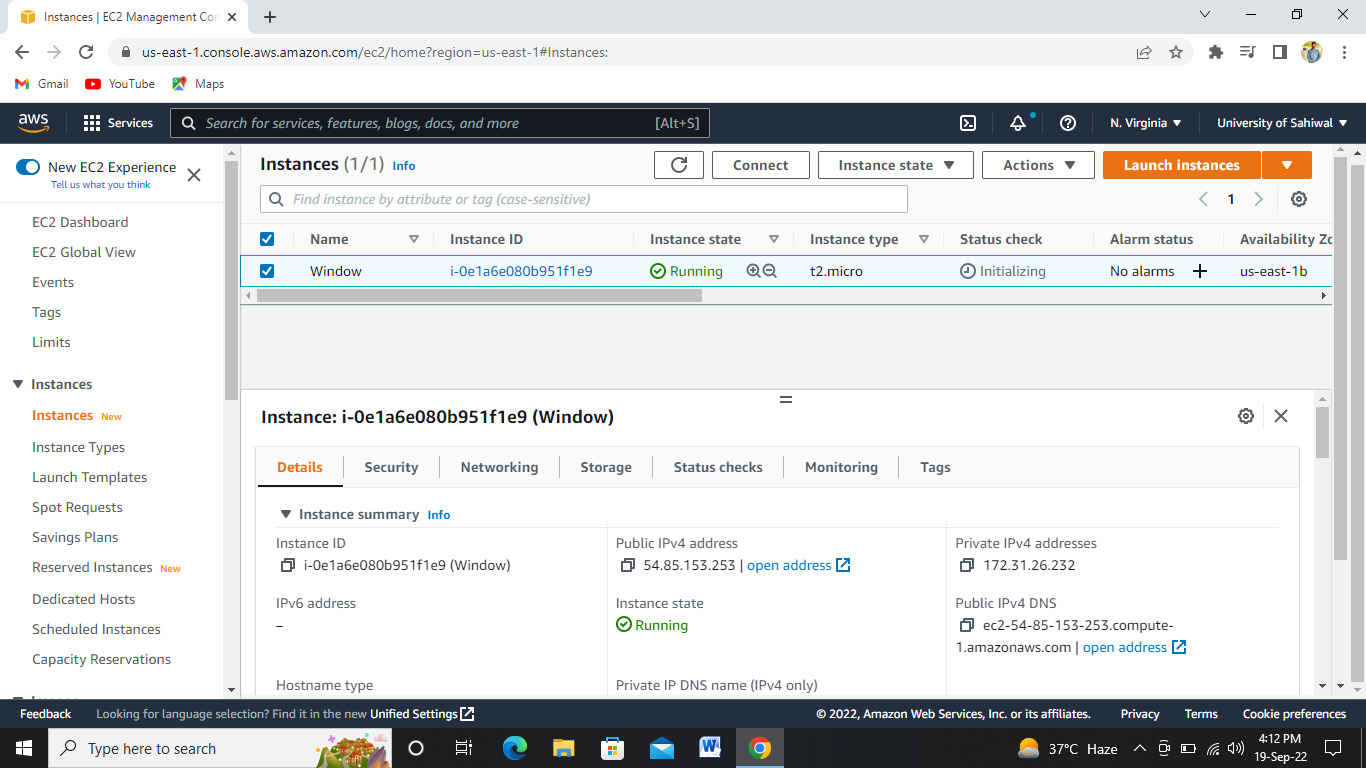 Instances | EC2 Management Con
us-east-1.console.aws.amazon.com/ec2/home?region=us-east-1#Instances:
Gmail YouTube Maps
aws Services Search for services, features, blogs, docs, and more [Alt+S] N. Virginia University of Sahiwal
New EC2 Experience
Tell us what you think
EC2 Dashboard
EC2 Global View
Events
Tags
Limits
Instances
Instances New
Instance Types
Launch Templates
Spot Requests
Savings Plans
Reserved Instances New
Dedicated Hosts
Scheduled Instances
Capacity Reservations
Instances (1/1) Info Connect Instance state Actions Launch instances
Find instance by attribute or tag (case-sensitive) 1
Name Instance ID Instance state Instance type Status check Alarm status Availability Zo
Window i-0e1a6e080b951f1e9 Running t2.micro Initializing No alarms us-east-1b
Instance: i-0e1a6e080b951f1e9 (Window)
Details Security Networking Storage Status checks Monitoring Tags
Instance summary Info
Instance ID Public IPv4 address Private IPv4 addresses
i-0e1a6e080b951f1e9 (Window) 54.85.153.253 | open address 172.31.26.232
IPv6 address Instance state Public IPv4 DNS
– Running ec2-54-85-153-253.compute-
1.amazonaws.com | open address
Hostname type Private IP DNS name (IPv4 only)
Feedback Looking for language selection? Find it in the new Unified Settings © 2022, Amazon Web Services, Inc. or its affiliates. Privacy Terms Cookie preferences
Type here to search 37°C Haze 4:12 PM
19-Sep-22